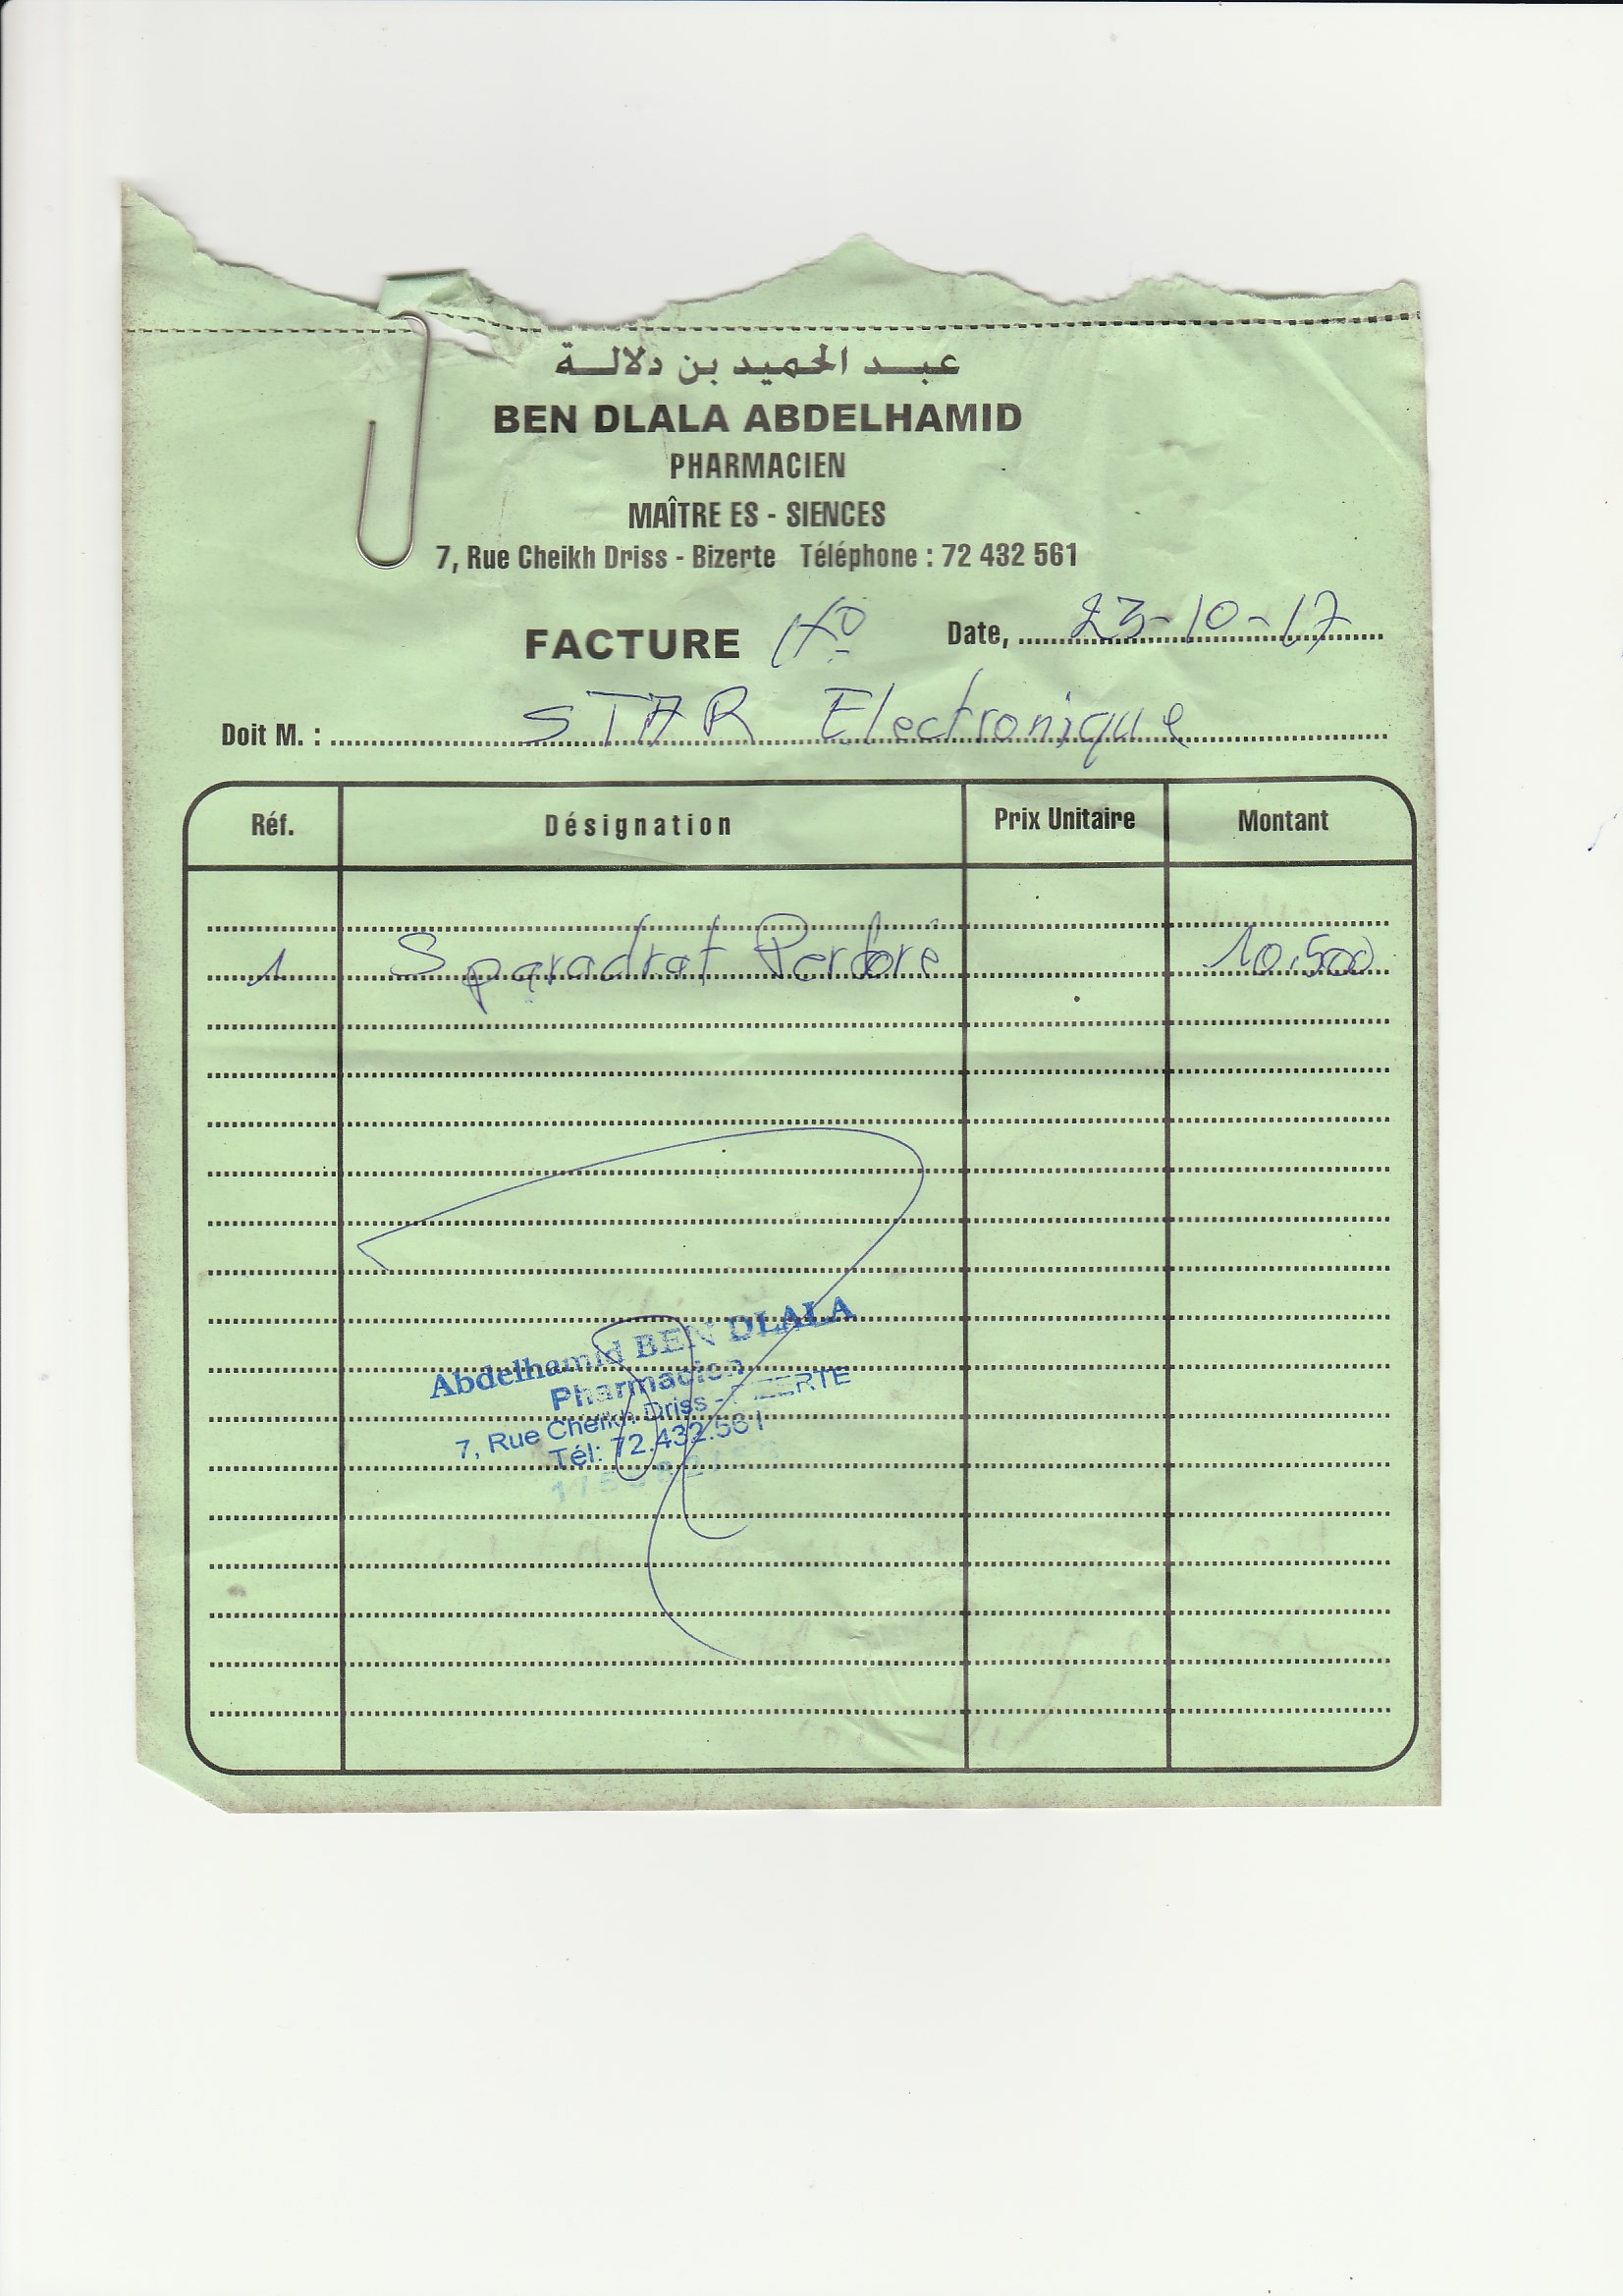 عبد الحميد بن دلالة
BEN DLALA ABDELHAMID
PHARMACIEN
MAÎTRE ES - SIENCES
7, Rue Cheikh Driss - Bizerte Téléphone : 72 432 561
FACTURE
Date, 23-10-17
Doit M. : STAR Electronique
Réf. Désignation Prix Unitaire Montant
1 Sparadrat Perforé 10,500
Abdelhamid BEN DLALA
Pharmacien
7, Rue Cheikh Driss - BIZERTE
Tél: 72.432.561